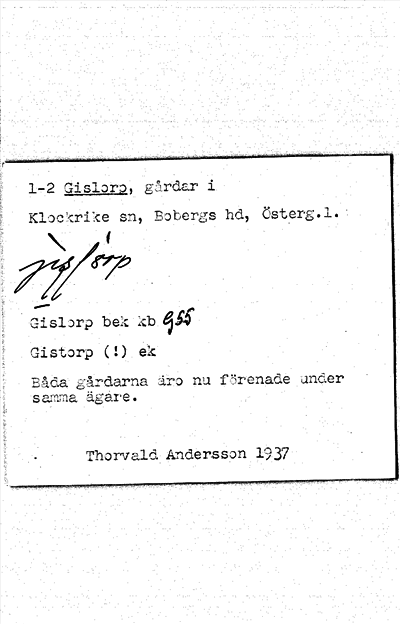 1-2 Gislorp, gårdar i
Klockrike sn, Bobergs hd, Österg.l.
Gislorp bek kb G55
Gistorp (!) ek
Båda gårdarna äro nu förenade under
samma ägare.
Thorvald Andersson 1937